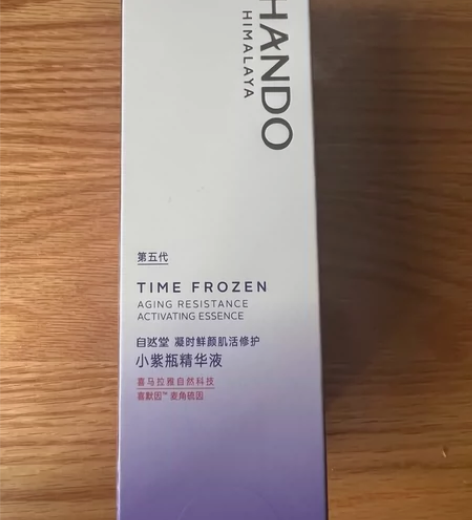 HANDO
HIMALAYA
第五代
TIME FROZEN
AGING RESISTANCE
ACTIVATING ESSENCE
自然堂 凝时鲜颜肌活修护
小紫瓶精华液
喜马拉雅自然科技
喜默因™ 鹿角锁因